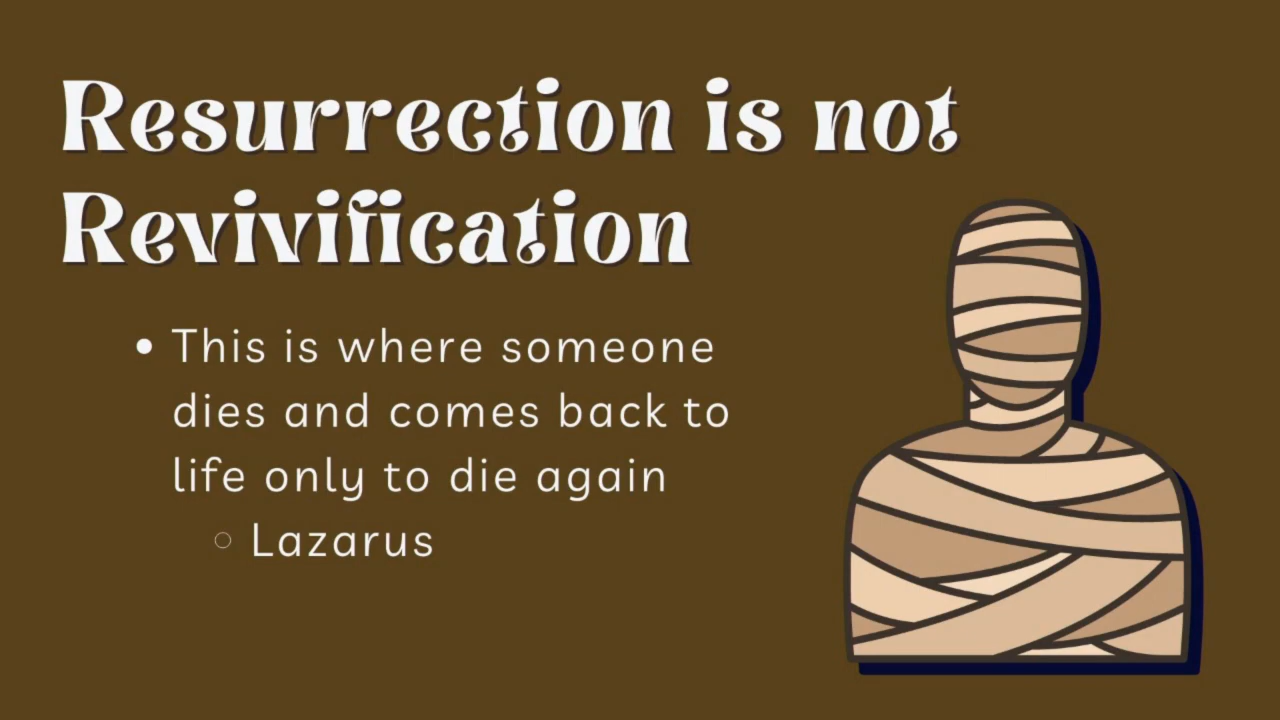 Resurrection is not
Revivification
• This is where someone
dies and comes back to
life only to die again
○ Lazarus